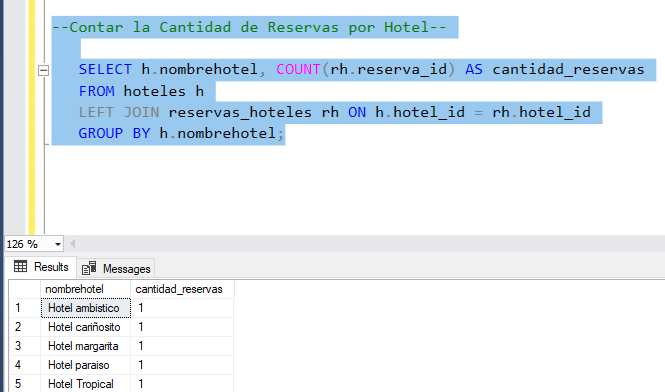 --Contar la Cantidad de Reservas por Hotel--
SELECT h.nombrehotel, COUNT(rh.reserva_id) AS cantidad_reservas
FROM hoteles h
LEFT JOIN reservas_hoteles rh ON h.hotel_id = rh.hotel_id
GROUP BY h.nombrehotel;
126 %
Results Messages
nombrehotel cantidad_reservas
1 Hotel ambistico 1
2 Hotel cariñosito 1
3 Hotel margarita 1
4 Hotel paraiso 1
5 Hotel Tropical 1